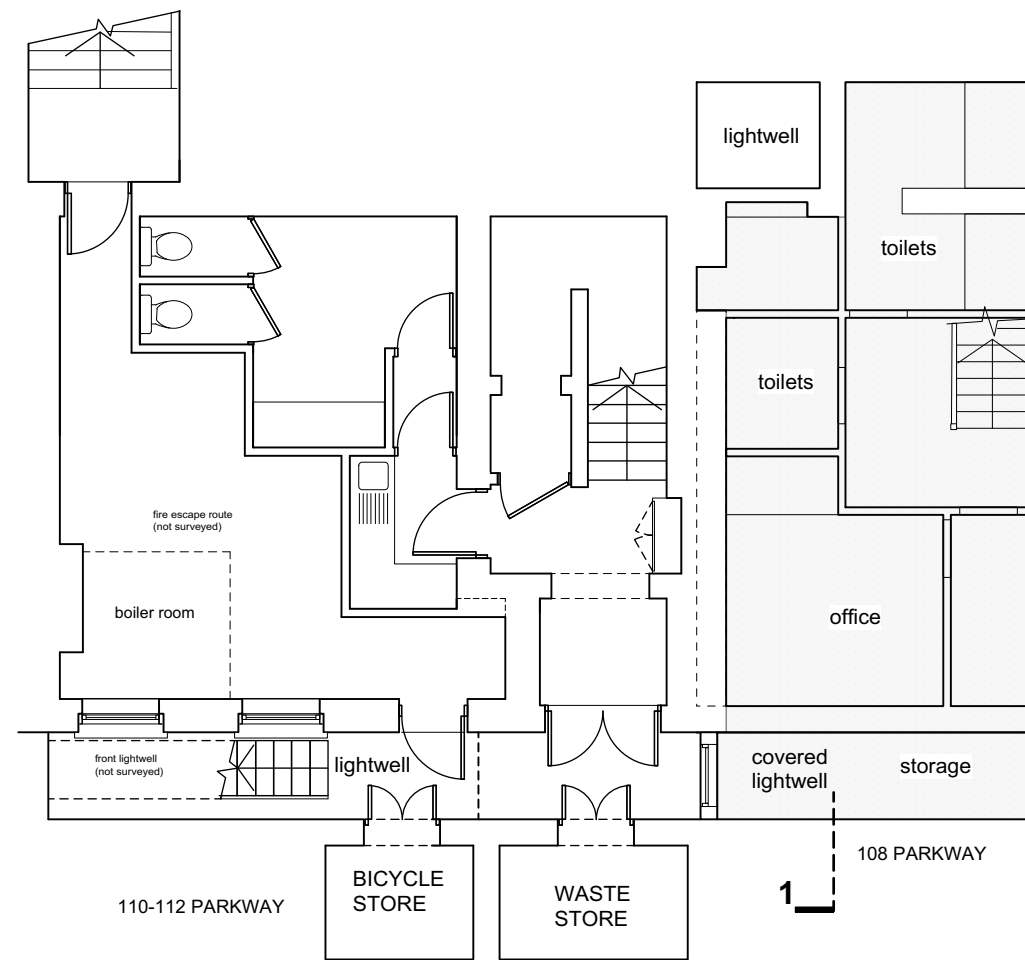 lightwell
toilets
toilets
fire escape route
(not surveyed)
boiler room
office
front lightwell
(not surveyed)
lightwell
covered
lightwell
storage
108 PARKWAY
110-112 PARKWAY
BICYCLE
STORE
WASTE
STORE
1